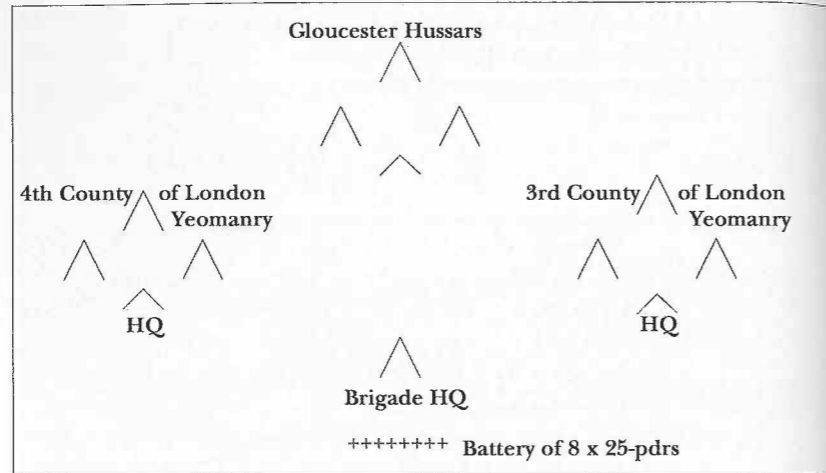 Gloucester Hussars
4th County of London
Yeomanry
3rd County of London
Yeomanry
HQ
HQ
Brigade HQ
++++++++ Battery of 8 x 25-pdrs